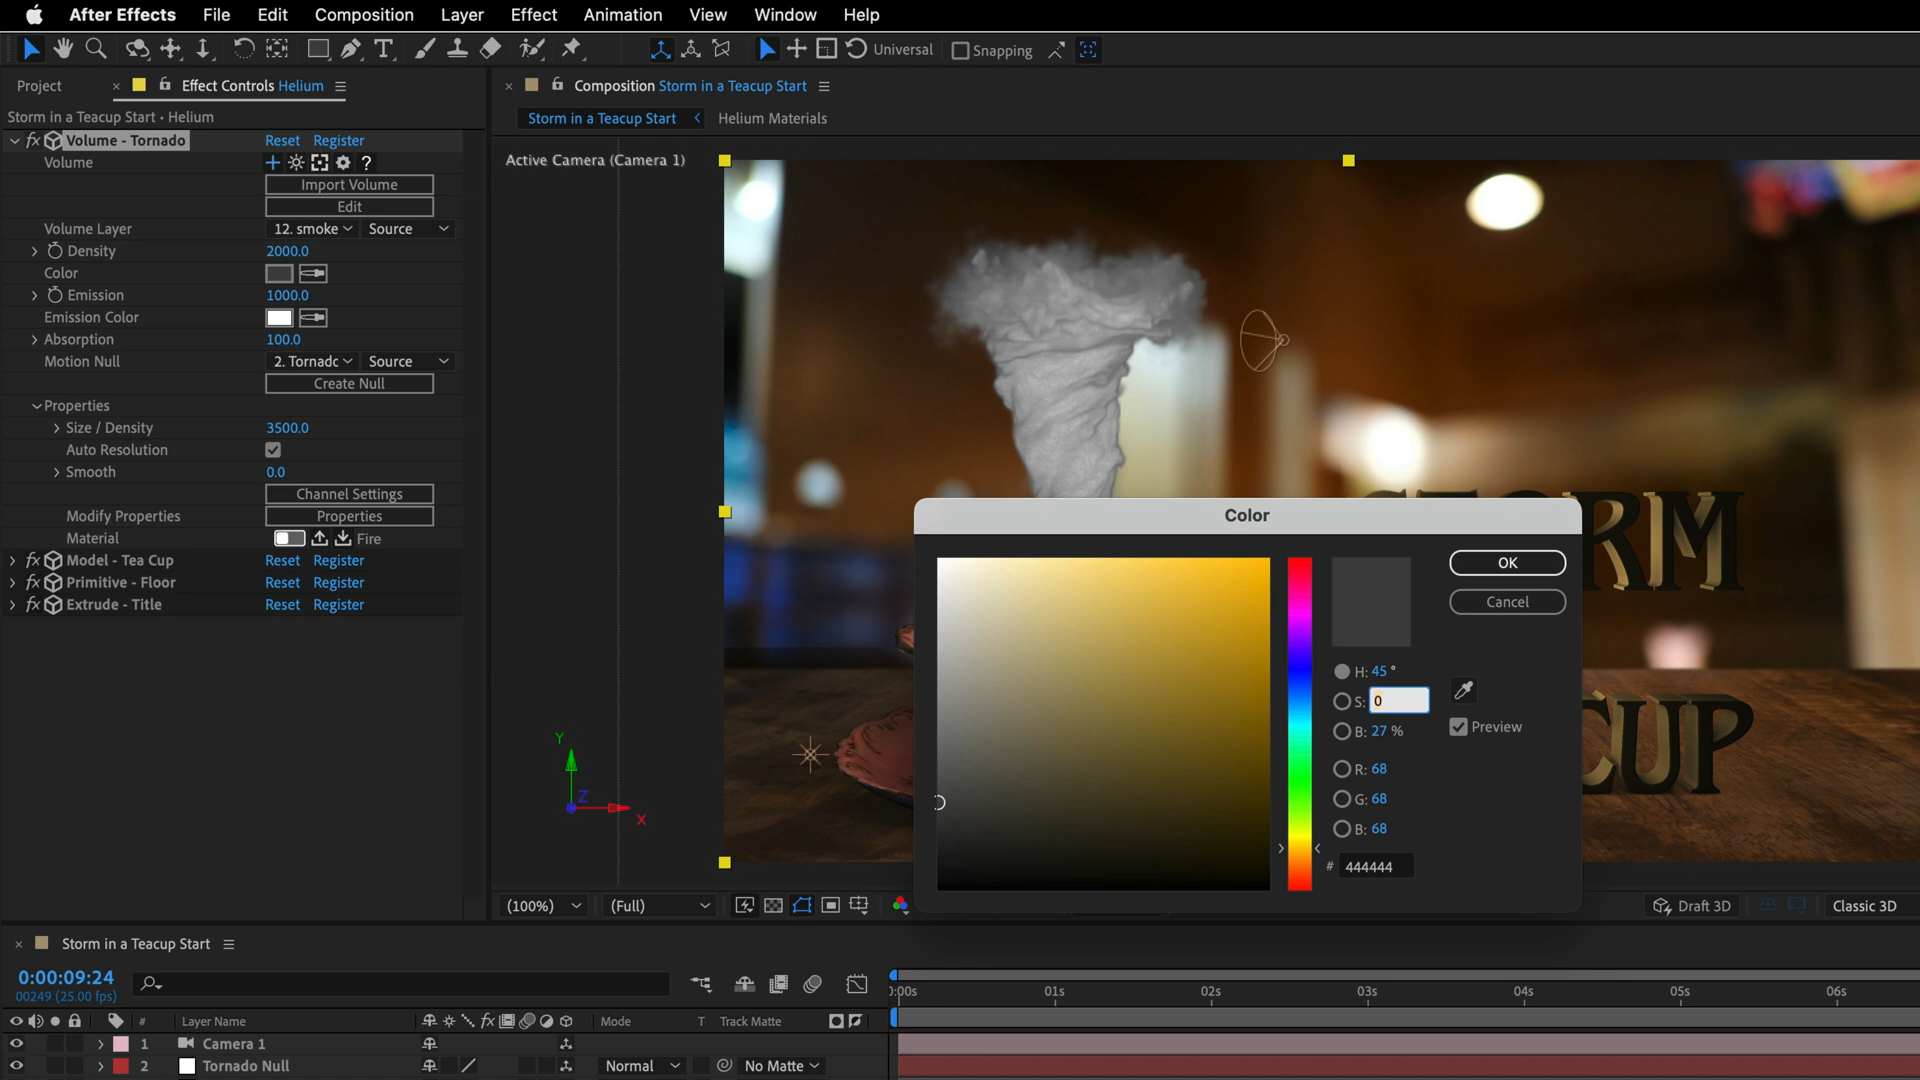 After Effects File Edit Composition Layer Effect Animation View Window Help
Universal Snapping
Project × Effect Controls Helium
× Composition Storm in a Teacup Start
Storm in a Teacup Start • Helium
Storm in a Teacup Start Helium Materials
fx Volume - Tornado Reset Register
Active Camera (Camera 1)
Volume + ?
Import Volume
Edit
Volume Layer 12. smoke Source
Density 2000.0
Color
Emission 1000.0
Emission Color
Absorption 100.0
Motion Null 2. Tornadc Source
Create Null
Properties
Size / Density 3500.0
Auto Resolution
Smooth 0.0
Channel Settings
Modify Properties Properties
Material Fire
fx Model - Tea Cup Reset Register
fx Primitive - Floor Reset Register
fx Extrude - Title Reset Register
STORM
CUP
Color
OK
Cancel
H: 45 °
S: 0
B: 27 %
Preview
R: 68
G: 68
B: 68
# 444444
Y
Z
X
(100%) (Full) Draft 3D Classic 3D
× Storm in a Teacup Start
0:00:09:24
00249 (25.00 fps)
):00s 01s 02s 03s 04s 05s 06s
# Layer Name fx Mode T Track Matte
1 Camera 1
2 Tornado Null Normal No Matte